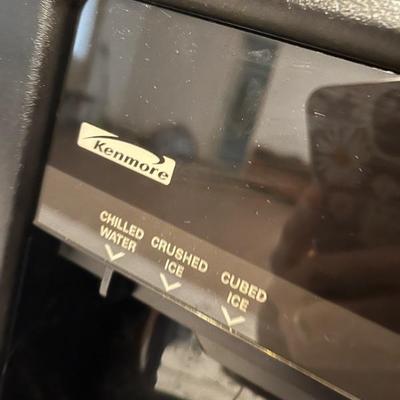 Kenmore
CHILLED
WATER
CRUSHED
ICE
CUBED
ICE